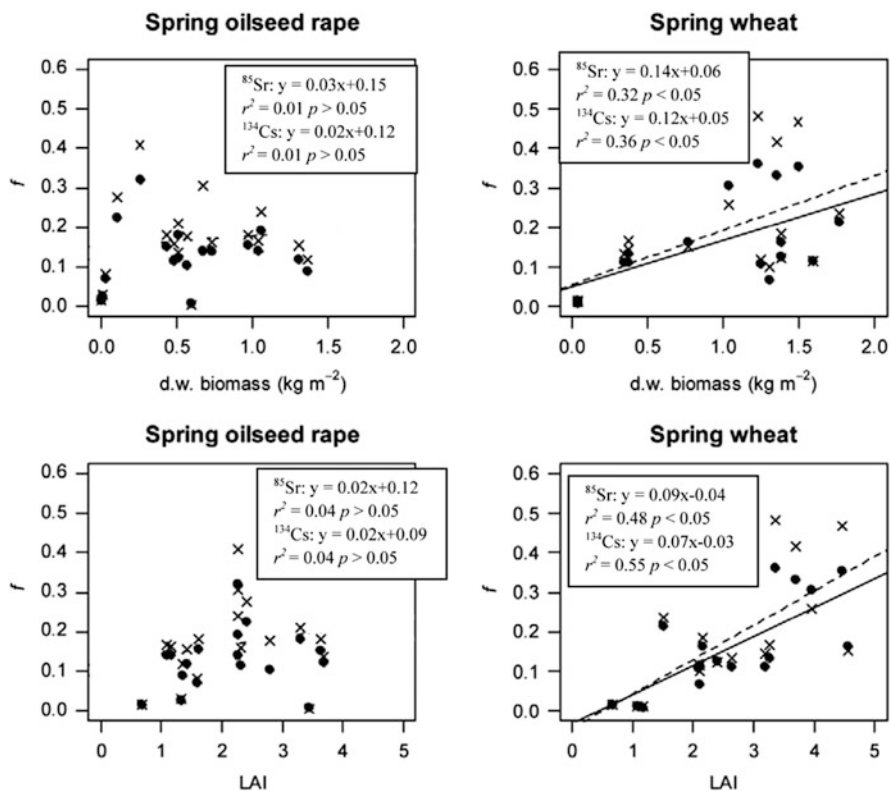 Spring oilseed rape
0.6
0.5
0.4
0.3
0.2
0.1
0.0
f
⁸⁵Sr: y = 0.03x+0.15
r² = 0.01 p > 0.05
¹³⁴Cs: y = 0.02x+0.12
r² = 0.01 p > 0.05
0.0 0.5 1.0 1.5 2.0
d.w. biomass (kg m⁻²)
Spring wheat
0.6
0.5
0.4
0.3
0.2
0.1
0.0
f
⁸⁵Sr: y = 0.14x+0.06
r² = 0.32 p < 0.05
¹³⁴Cs: y = 0.12x+0.05
r² = 0.36 p < 0.05
0.0 0.5 1.0 1.5 2.0
d.w. biomass (kg m⁻²)
Spring oilseed rape
0.6
0.5
0.4
0.3
0.2
0.1
0.0
f
⁸⁵Sr: y = 0.02x+0.12
r² = 0.04 p > 0.05
¹³⁴Cs: y = 0.02x+0.09
r² = 0.04 p > 0.05
0 1 2 3 4 5
LAI
Spring wheat
0.6
0.5
0.4
0.3
0.2
0.1
0.0
f
⁸⁵Sr: y = 0.09x-0.04
r² = 0.48 p < 0.05
¹³⁴Cs: y = 0.07x-0.03
r² = 0.55 p < 0.05
0 1 2 3 4 5
LAI